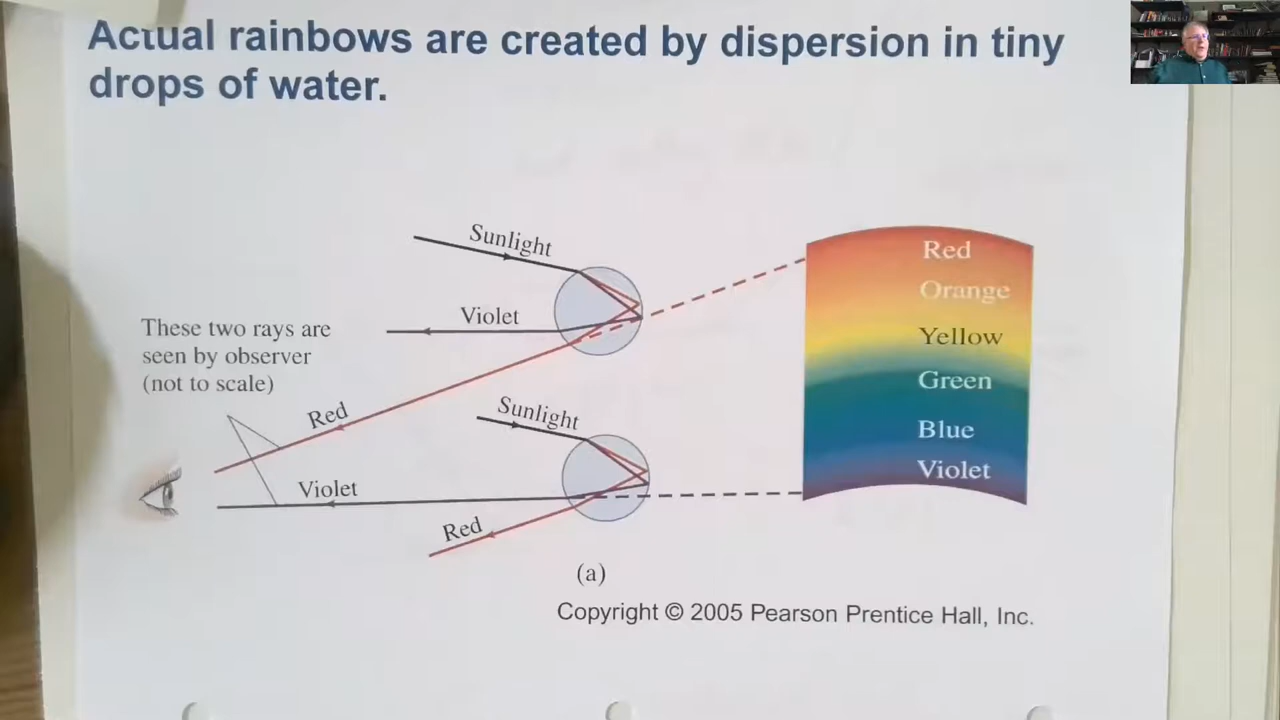 Actual rainbows are created by dispersion in tiny
drops of water.
Sunlight
Violet
These two rays are
seen by observer
(not to scale)
Red
Sunlight
Violet
Red
(a)
Red
Orange
Yellow
Green
Blue
Violet
Copyright © 2005 Pearson Prentice Hall, Inc.